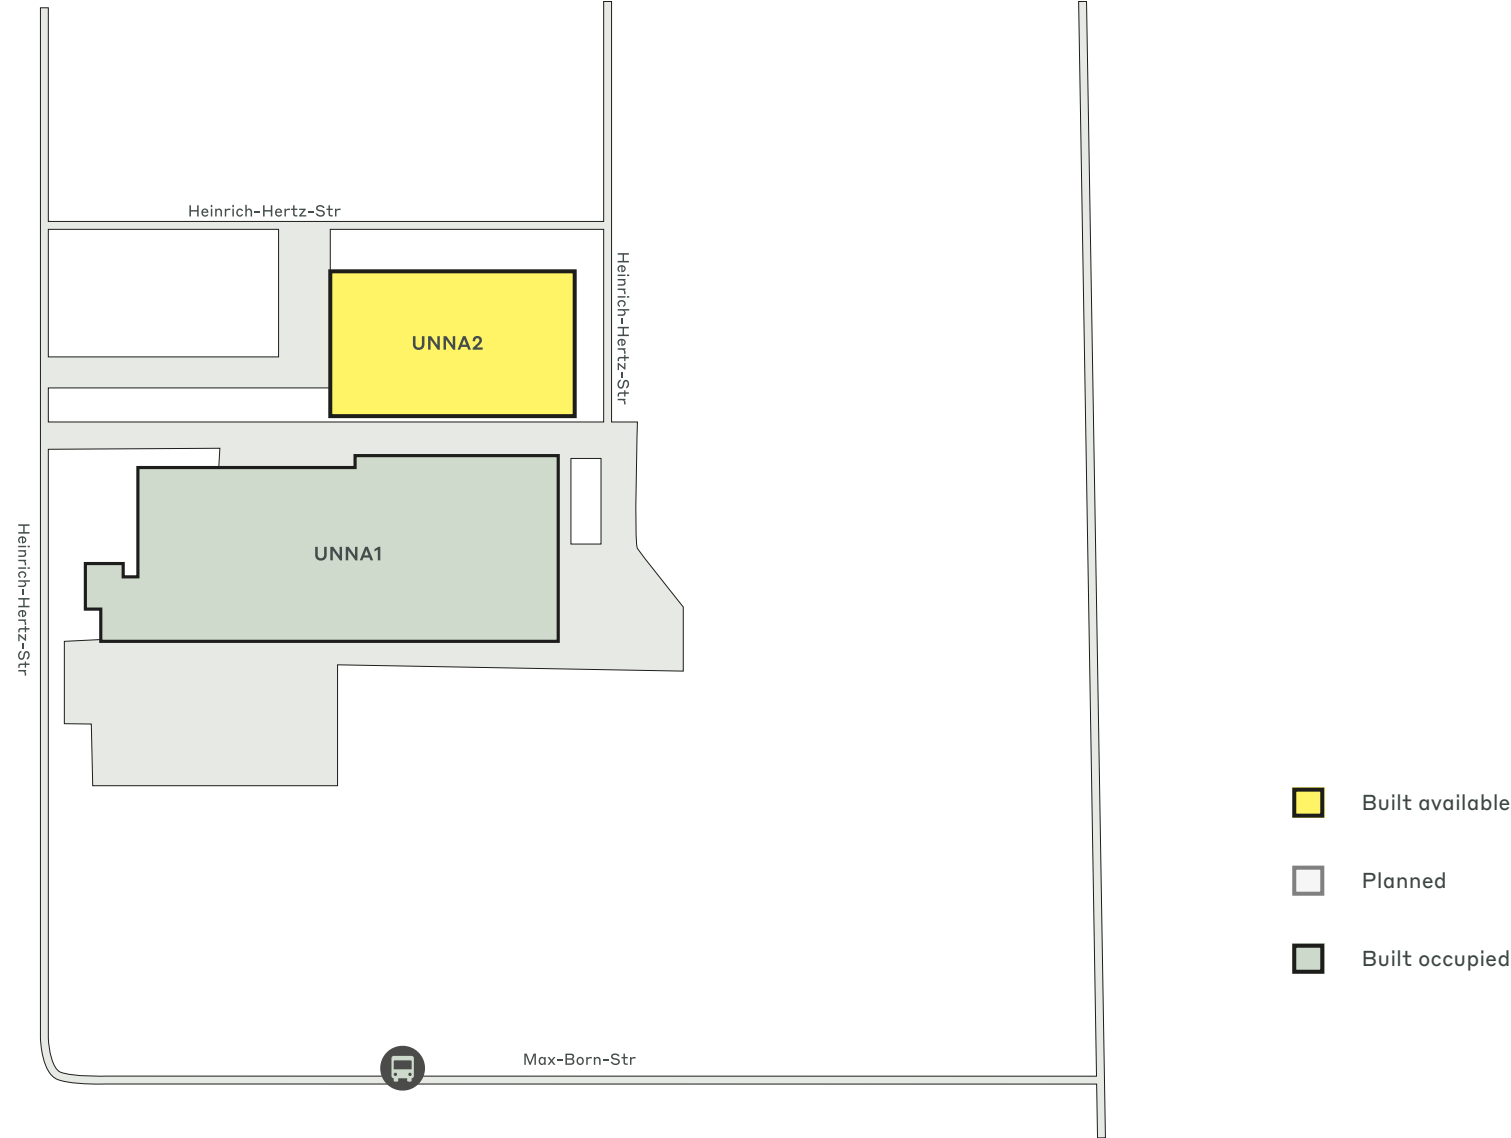 Heinrich-Hertz-Str
Heinrich-Hertz-Str
UNNA2
Heinrich-Hertz-Str
UNNA1
Built available
Planned
Built occupied
Max-Born-Str